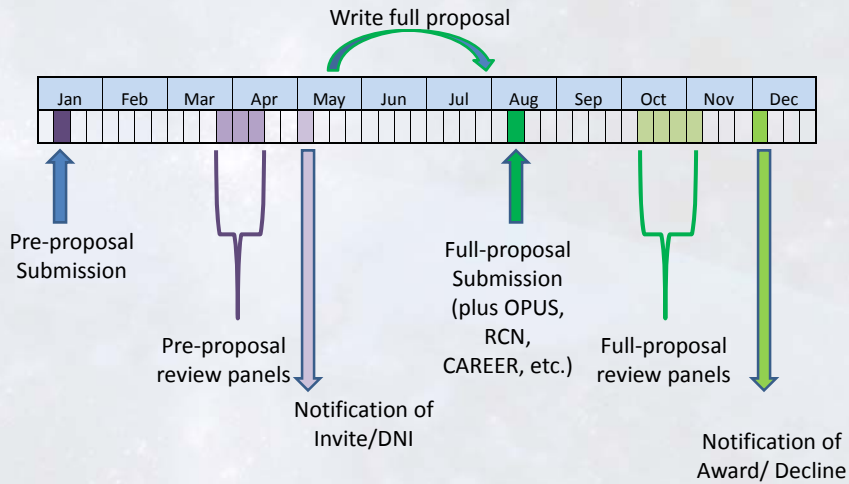 Write full proposal
Jan Feb Mar Apr May Jun Jul Aug Sep Oct Nov Dec
Pre-proposal
Submission
Full-proposal
Submission
(plus OPUS,
RCN,
CAREER, etc.)
Pre-proposal
review panels
Full-proposal
review panels
Notification of
Invite/DNI
Notification of
Award/ Decline